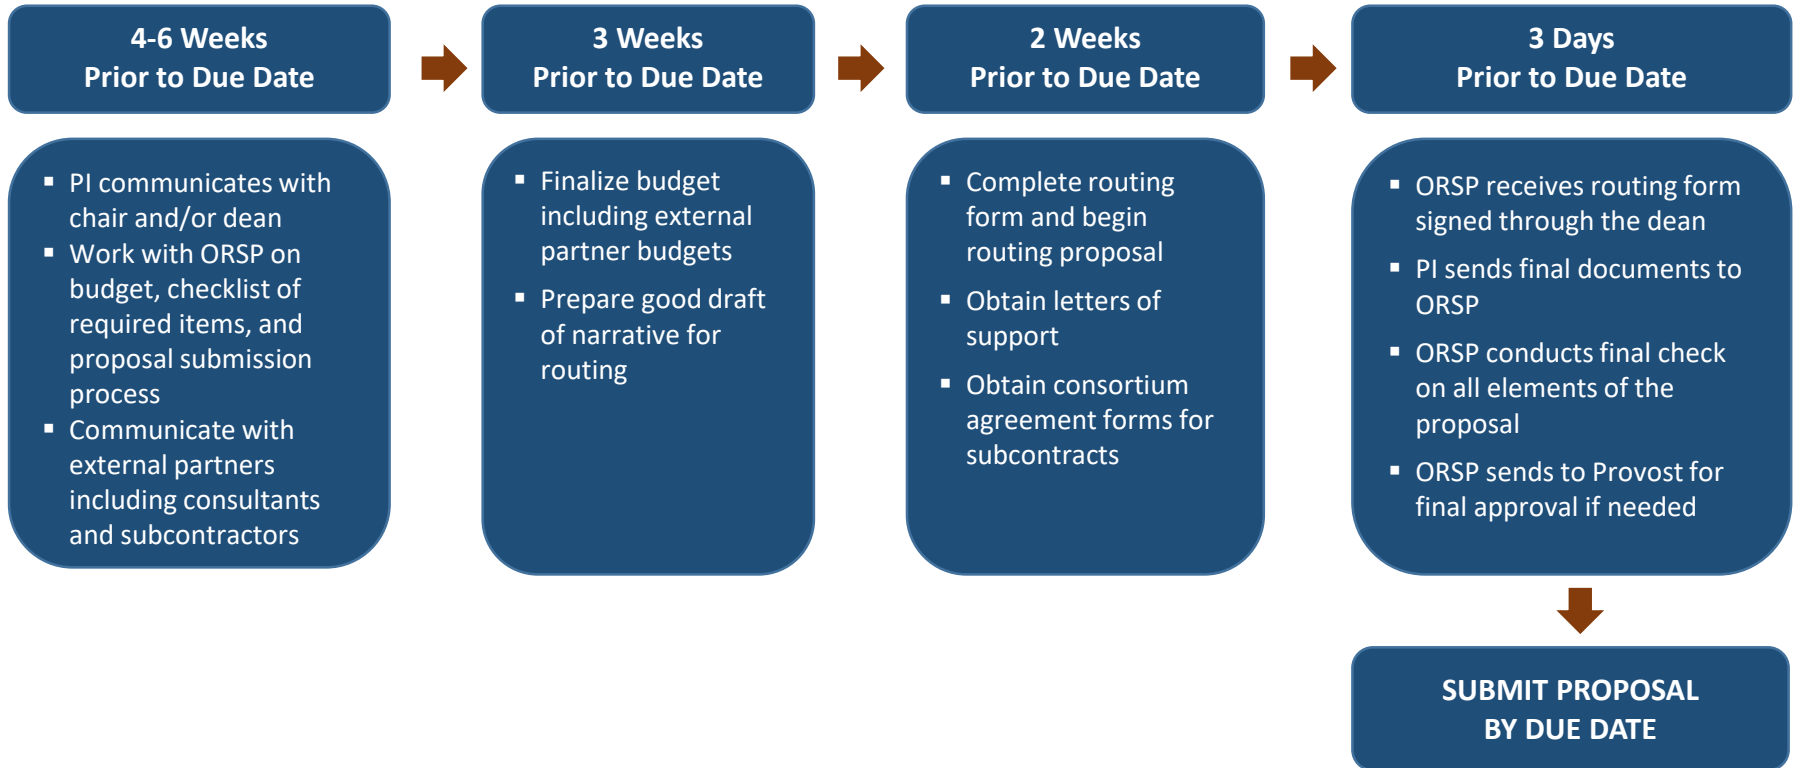 4-6 Weeks
Prior to Due Date
3 Weeks
Prior to Due Date
2 Weeks
Prior to Due Date
3 Days
Prior to Due Date
▪ PI communicates with
chair and/or dean
▪ Work with ORSP on
budget, checklist of
required items, and
proposal submission
process
▪ Communicate with
external partners
including consultants
and subcontractors
▪ Finalize budget
including external
partner budgets
▪ Prepare good draft
of narrative for
routing
▪ Complete routing
form and begin
routing proposal
▪ Obtain letters of
support
▪ Obtain consortium
agreement forms for
subcontracts
▪ ORSP receives routing form
signed through the dean
▪ PI sends final documents to
ORSP
▪ ORSP conducts final check
on all elements of the
proposal
▪ ORSP sends to Provost for
final approval if needed
SUBMIT PROPOSAL
BY DUE DATE